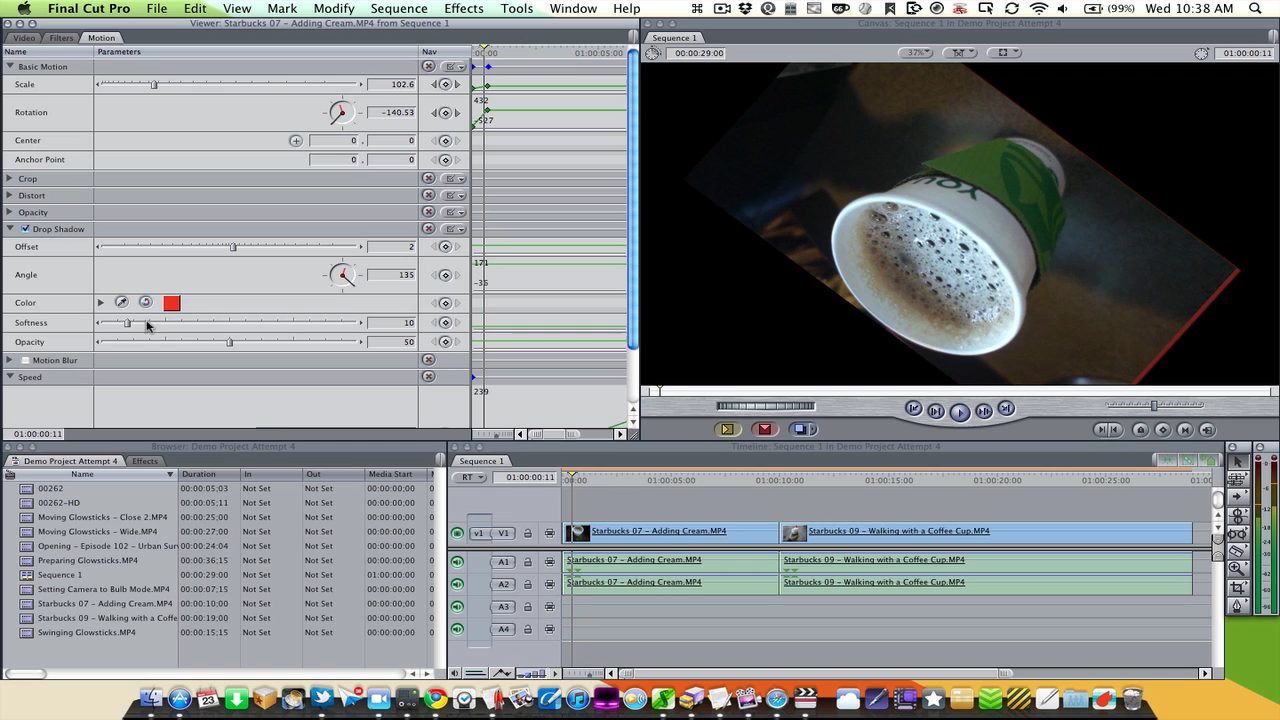 Final Cut Pro File Edit View Mark Modify Sequence Effects Tools Window Help (99%) Wed 10:38 AM
Viewer: Starbucks 07 – Adding Cream.MP4 from Sequence 1
Canvas: Sequence 1 in Demo Project Attempt 4
Video Filters Motion
Sequence 1
Name Parameters Nav 00:00 01:00:05:00
00:00:29:00 37% 01:00:00:11
Basic Motion
Scale 102.6
432
Rotation -140.53
-527
Center 0 , 0
Anchor Point 0 , 0
Crop
Distort
Opacity
Drop Shadow
Offset 2
171
Angle 135
-35
Color
Softness 10
Opacity 50
Motion Blur
Speed
239
01:00:00:11
YOU
Browser: Demo Project Attempt 4
Demo Project Attempt 4 Effects
Name Duration In Out Media Start
00262 00:00:05;03 Not Set Not Set 00:00:00;00
00262-HD 00:00:05;11 Not Set Not Set 00:00:00;00
Moving Glowsticks – Close 2.MP4 00:00:25;00 Not Set Not Set 00:00:00;00
Moving Glowsticks – Wide.MP4 00:00:27;00 Not Set Not Set 00:00:00;00
Opening – Episode 102 – Urban Surv 00:00:24:04 Not Set Not Set 00:00:00:00
Preparing Glowsticks.MP4 00:00:36;15 Not Set Not Set 00:00:00;00
Sequence 1 00:00:29:00 Not Set Not Set 01:00:00:00
Setting Camera to Bulb Mode.MP4 00:00:21;00 Not Set Not Set 00:00:00;00
Starbucks 07 – Adding Cream.MP4 00:00:10;00 Not Set Not Set 00:00:00;00
Starbucks 09 – Walking with a Coffe 00:00:19;00 Not Set Not Set 00:00:00;00
Swinging Glowsticks.MP4 00:00:15;15 Not Set Not Set 00:00:00;00
Timeline: Sequence 1 in Demo Project Attempt 4
Sequence 1
RT 01:00:00:11 :00:00 01:00:05:00 01:00:10:00 01:00:15:00 01:00:20:00 01:00:25:00 01:00
v1 V1 Starbucks 07 – Adding Cream.MP4 Starbucks 09 – Walking with a Coffee Cup.MP4
A1 Starbucks 07 – Adding Cream.MP4 Starbucks 09 – Walking with a Coffee Cup.MP4
A2 Starbucks 07 – Adding Cream.MP4 Starbucks 09 – Walking with a Coffee Cup.MP4
A3
A4